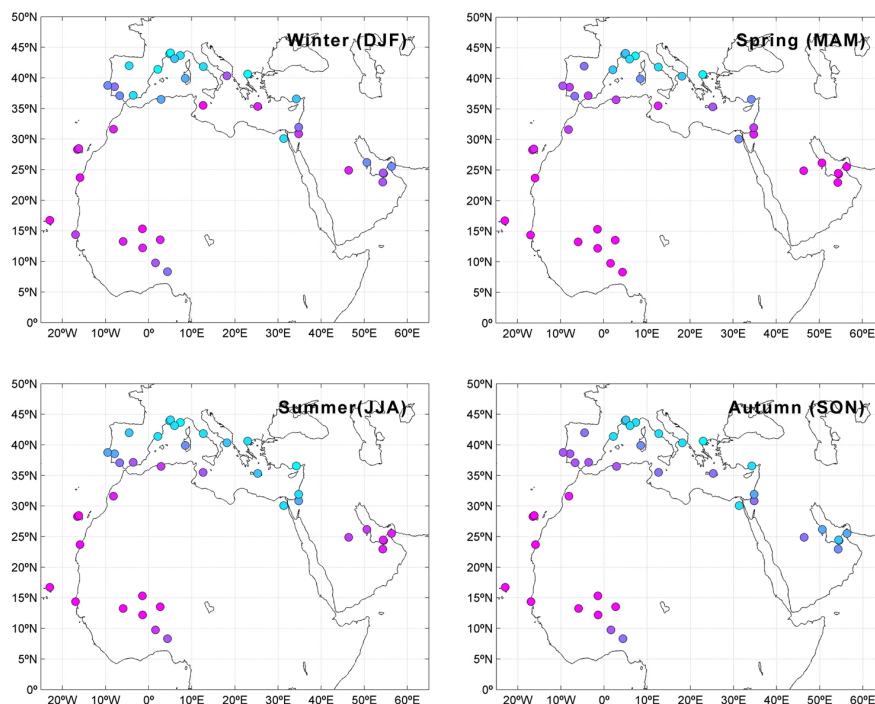 50ºN 50ºN
Winter (DJF) Spring (MAM)
45ºN 45ºN
40ºN 40ºN
35ºN 35ºN
30ºN 30ºN
25ºN 25ºN
20ºN 20ºN
15ºN 15ºN
10ºN 10ºN
5ºN 5ºN
0º 0º
20ºW 10ºW 0º 10ºE 20ºE 30ºE 40ºE 50ºE 60ºE 20ºW 10ºW 0º 10ºE 20ºE 30ºE 40ºE 50ºE 60ºE
50ºN 50ºN
Summer(JJA) Autumn (SON)
45ºN 45ºN
40ºN 40ºN
35ºN 35ºN
30ºN 30ºN
25ºN 25ºN
20ºN 20ºN
15ºN 15ºN
10ºN 10ºN
5ºN 5ºN
0º 0º
20ºW 10ºW 0º 10ºE 20ºE 30ºE 40ºE 50ºE 60ºE 20ºW 10ºW 0º 10ºE 20ºE 30ºE 40ºE 50ºE 60ºE